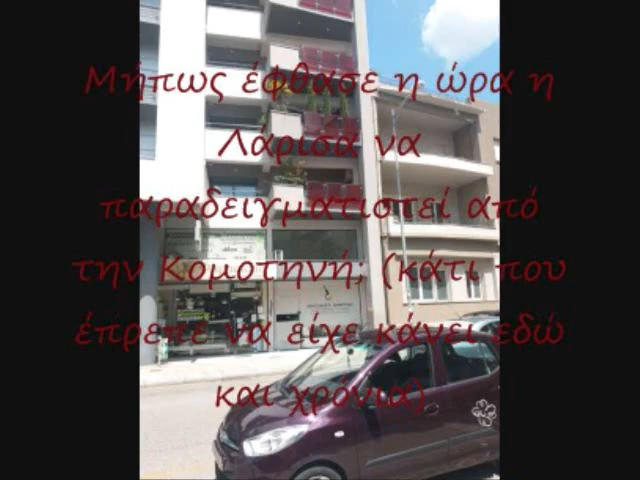 Μήπως έφθασε η ώρα η
Λάρισα να
παραδειγματιστεί από
την Κομοτηνή; (κάτι που
έπρεπε να είχε κάνει εδώ
και χρόνια)